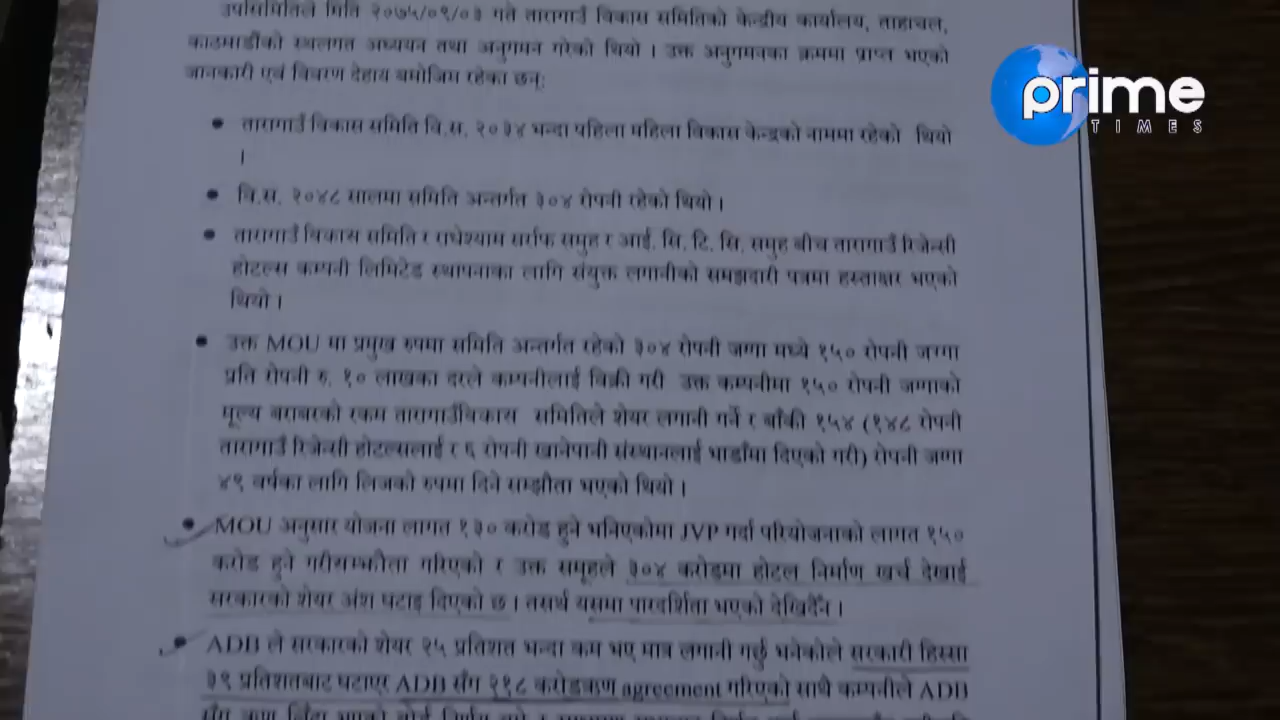 उपसमितिले मिति २०७५/०९/०३ गते तारागाउँ विकास समितिको केन्द्रीय कार्यालय, ताहाचल,
काठमाडौंको स्थलगत अध्ययन तथा अनुगमन गरेको थियो । उक्त अनुगमनका क्रममा प्राप्त भएको
जानकारी एवं विवरण देहाय बमोजिम रहेका छन्:
prime
TIMES
• तारागाउँ विकास समिति वि.स. २०३४ भन्दा पहिला महिला विकास केन्द्रको नाममा रहेको थियो
।
• वि.स. २०४८ सालमा समिति अन्तर्गत ३०४ रोपनी रहेको थियो ।
• तारागाउँ विकास समिति र राधेश्याम सर्राफ समुह र आई. सि. टि. सि. समुह बीच तारागाउँ रिजेन्सी
होटल्स कम्पनी लिमिटेड स्थापनाका लागि संयुक्त लगानीको समझदारी पत्रमा हस्ताक्षर भएको
थियो ।
• उक्त MOU मा प्रमुख रुपमा समिति अन्तर्गत रहेको ३०४ रोपनी जग्गा मध्ये १५० रोपनी जग्गा
प्रति रोपनी रु. १० लाखका दरले कम्पनीलाई बिक्री गरी उक्त कम्पनीमा १५० रोपनी जग्गाको
मूल्य बराबरको रकम तारागाउँविकास समितिले शेयर लगानी गर्ने र बाँकी १५४ (१४८ रोपनी
तारागाउँ रिजेन्सी होटल्सलाई र ६ रोपनी खानेपानी संस्थानलाई भाडाँमा दिएको गरी) रोपनी जग्गा
४९ वर्षका लागि लिजको रुपमा दिने सम्झौता भएको थियो ।
• MOU अनुसार योजना लागत १३० करोड हुने भनिएकोमा JVP गर्दा परियोजनाको लागत १५०
करोड हुने गरीसम्झौता गरिएको र उक्त समूहले ३०४ करोडमा होटल निर्माण खर्च देखाई
सरकारको शेयर अंश घटाइ दिएको छ । तसर्थ यसमा पारदर्शिता भएको देखिदैँन ।
• ADB ले सरकारको शेयर २५ प्रतिशत भन्दा कम भए मात्र लगानी गर्छु भनेकोले सरकारी हिस्सा
३९ प्रतिशतबाट घटाएर ADB सँग २१८ करोडऋण agreement गरिएको साथै कम्पनीले ADB